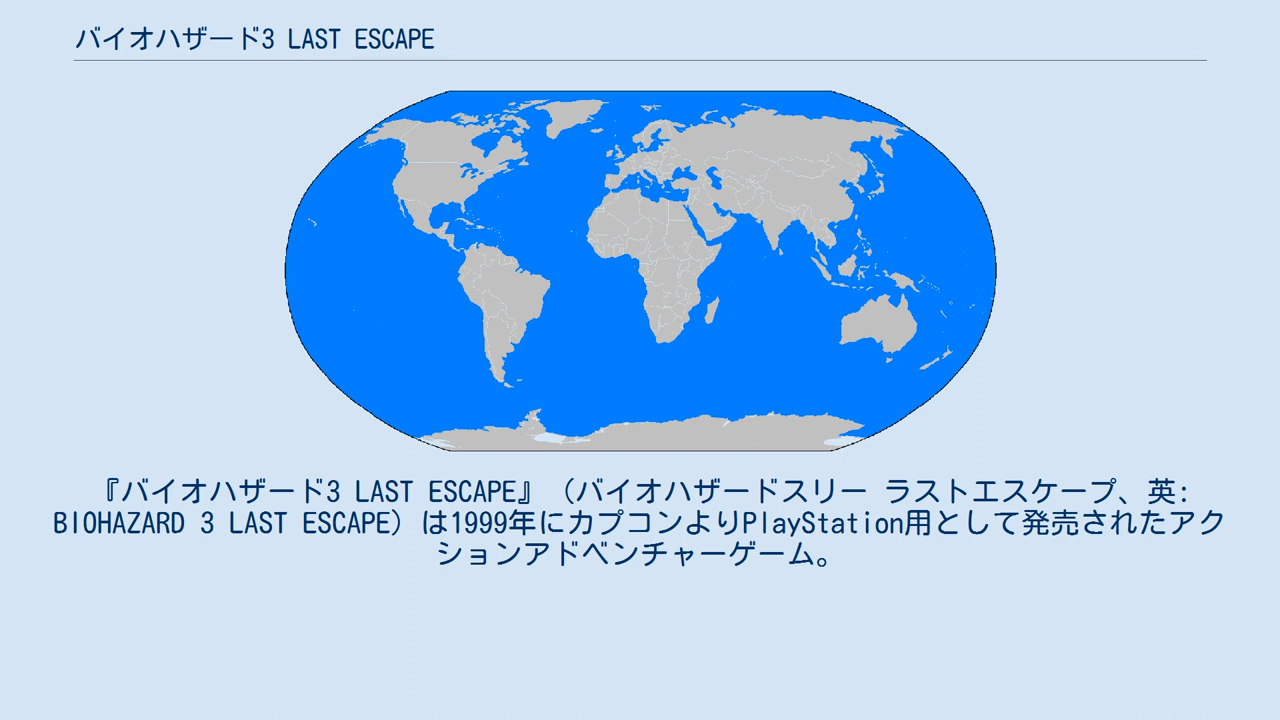 バイオハザード3 LAST ESCAPE
『バイオハザード3 LAST ESCAPE』（バイオハザードスリー ラストエスケープ、英:
BIOHAZARD 3 LAST ESCAPE）は1999年にカプコンよりPlayStation用として発売されたアク
ションアドベンチャーゲーム。